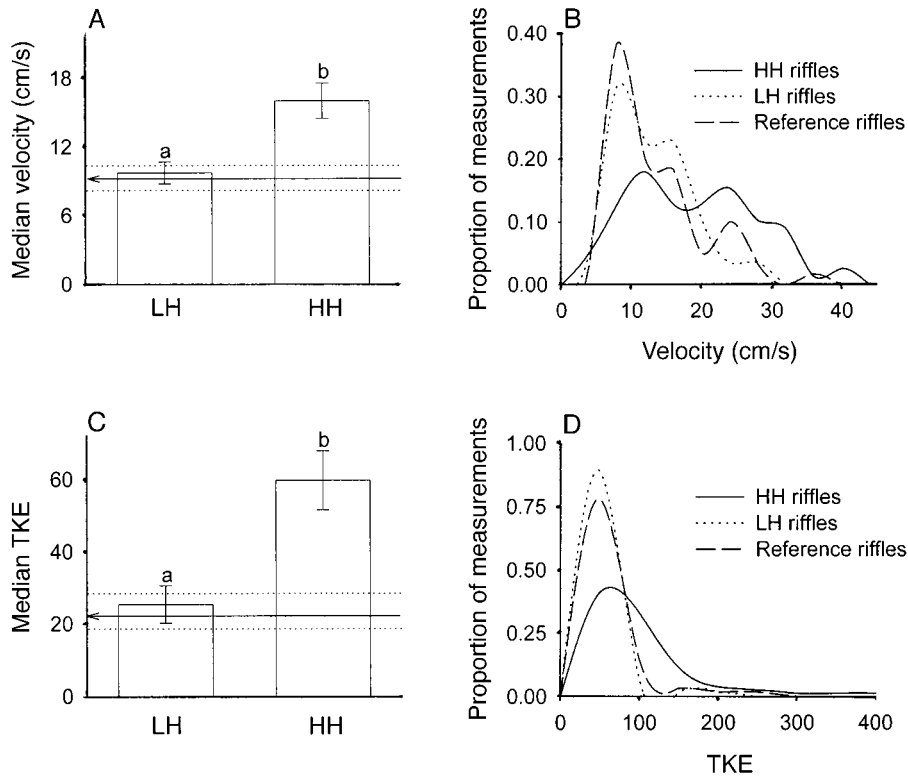 A
Median velocity (cm/s)
18
12
6
0
a
b
LH
HH
B
Proportion of measurements
0.40
0.30
0.20
0.10
0.00
HH riffles
LH riffles
Reference riffles
0
10
20
30
40
Velocity (cm/s)
C
Median TKE
60
40
20
0
a
b
LH
HH
D
Proportion of measurements
1.00
0.75
0.50
0.25
0.00
HH riffles
LH riffles
Reference riffles
0
100
200
300
400
TKE